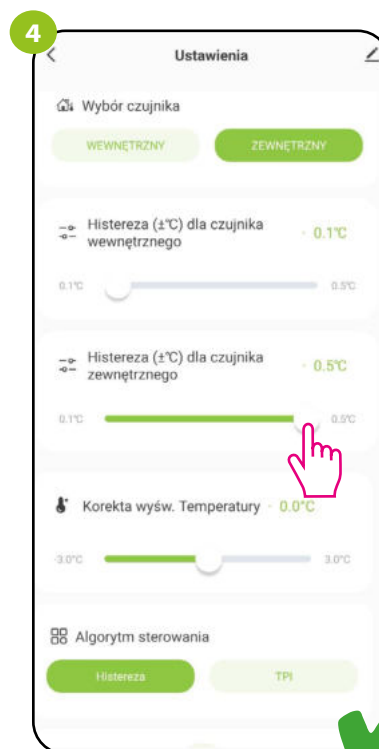 4
Ustawienia
Wybór czujnika
WEWNĘTRZNY
ZEWNĘTRZNY
Histereza (±℃) dla czujnika
wewnętrznego
· 0.1℃
0.1℃
0.5℃
Histereza (±℃) dla czujnika
zewnętrznego
· 0.5℃
0.1℃
0.5℃
Korekta wyśw. Temperatury · 0.0°C
-3.0°C
3.0°C
Algorytm sterowania
Histereza
TPI